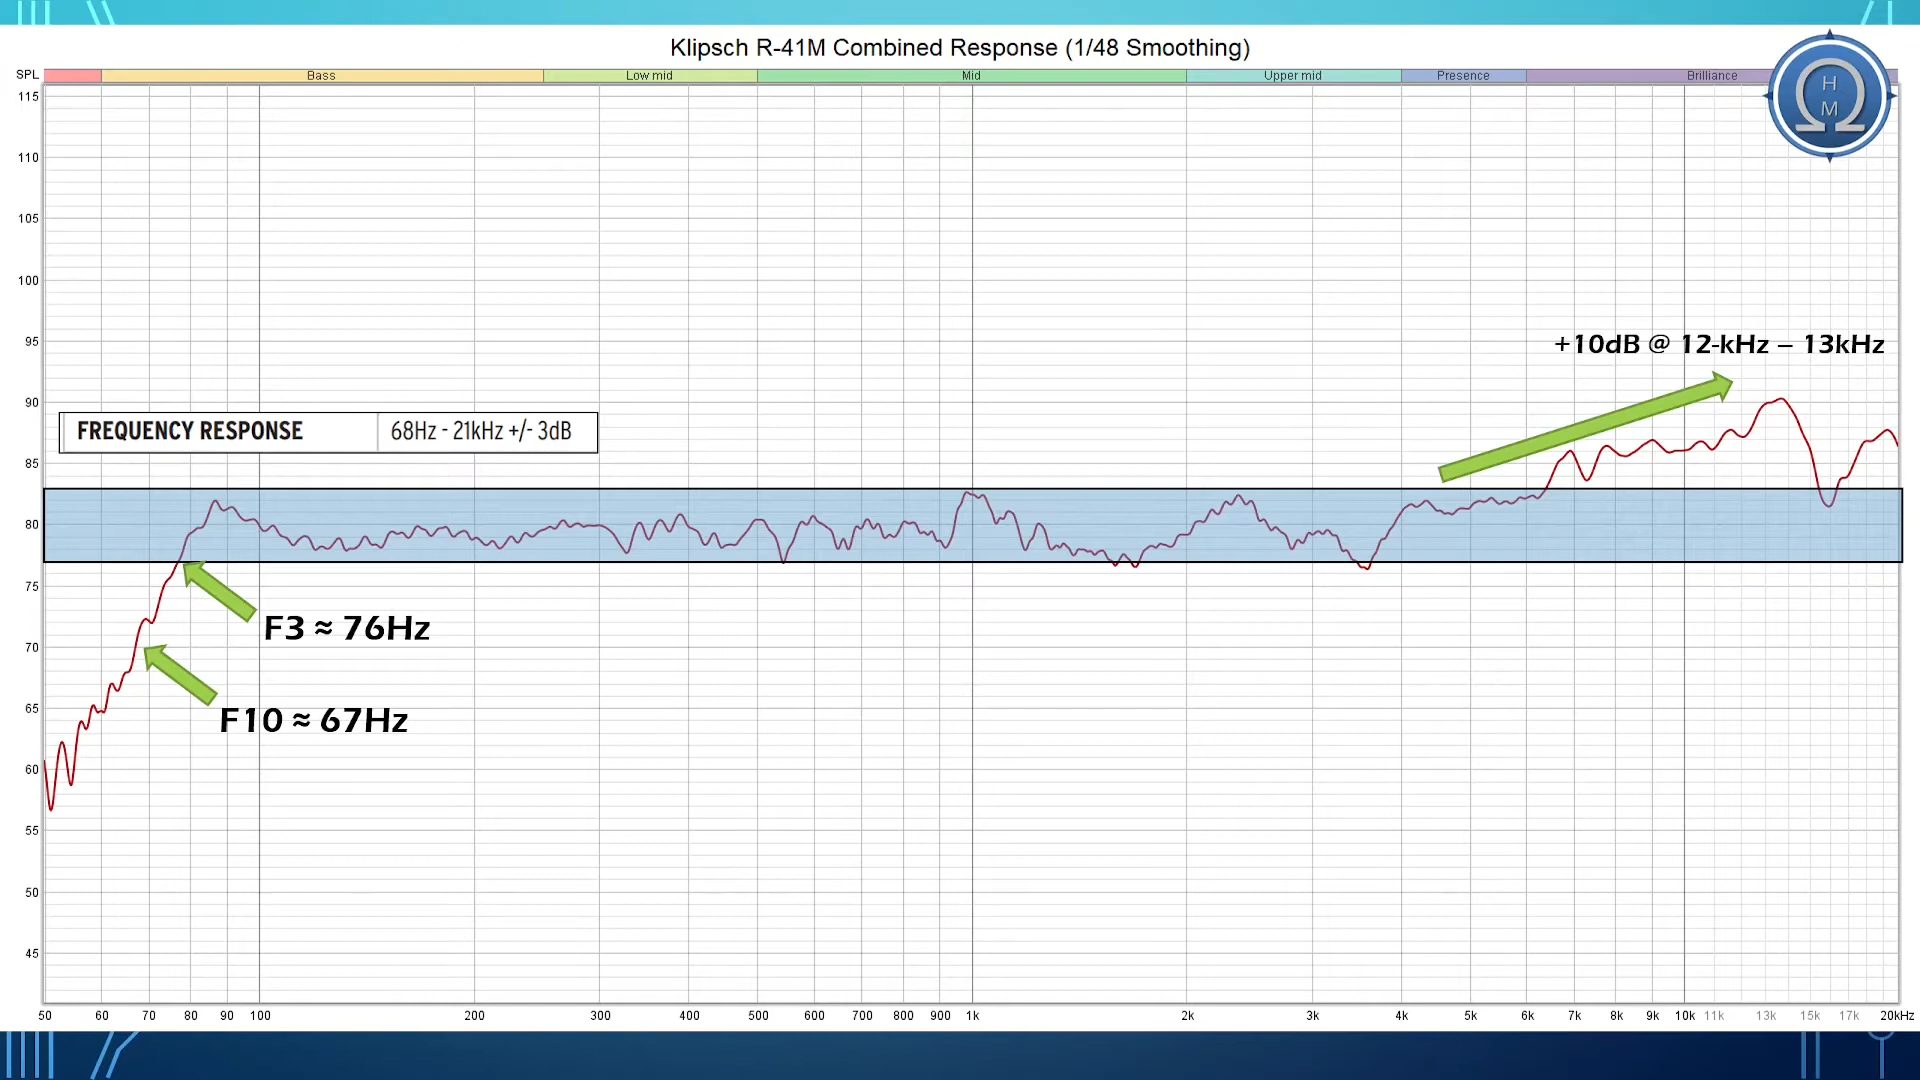 Klipsch R-41M Combined Response (1/48 Smoothing)
SPL
Bass
Low mid
Mid
Upper mid
Presence
Brilliance
H
M
Ω
115
110
105
100
95
90
85
80
75
70
65
60
55
50
45
+10dB @ 12-kHz – 13kHz
FREQUENCY RESPONSE 68Hz - 21kHz +/- 3dB
F3 ≈ 76Hz
F10 ≈ 67Hz
50 60 70 80 90 100 200 300 400 500 600 700 800 900 1k 2k 3k 4k 5k 6k 7k 8k 9k 10k 11k 13k 15k 17k 20kHz